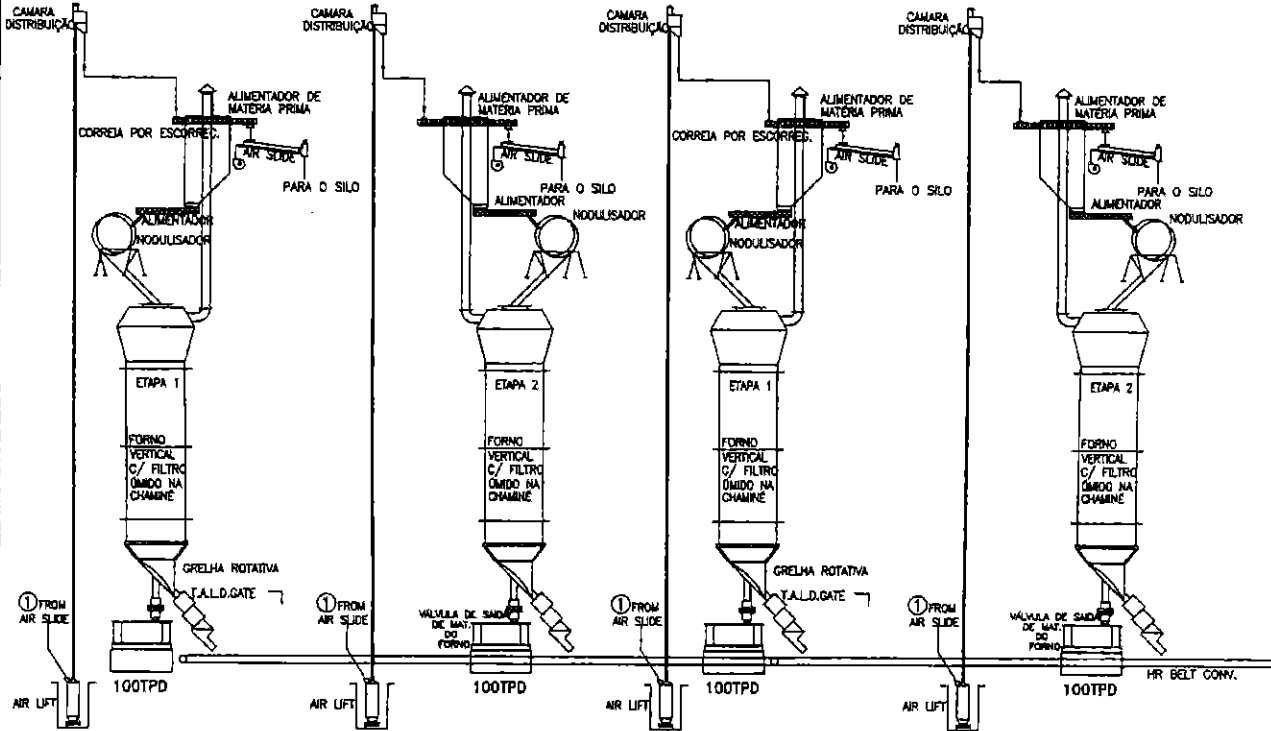 CAMARA
DISTRIBUIÇÃO
ALIMENTADOR DE
MATÉRIA PRIMA
CORREIA POR ESCORREG.
AIR SLIDE
PARA O SILO
ALIMENTADOR
NODULISADOR
ETAPA 1
FORNO
VERTICAL
C/ FILTRO
ÚMIDO NA
CHAMINÉ
GRELHA ROTATIVA
T.A.L.D.GATE
1 FROM
AIR SLIDE
100TPD
AIR LIFT
CAMARA
DISTRIBUIÇÃO
ALIMENTADOR DE
MATÉRIA PRIMA
AIR SLIDE
PARA O SILO
ALIMENTADOR
NODULISADOR
ETAPA 2
FORNO
VERTICAL
C/ FILTRO
ÚMIDO NA
CHAMINÉ
1 FROM
AIR SLIDE
VÁLVULA DE SAIDA
DE MAT.
DO
FORNO
100TPD
AIR LIFT
CAMARA
DISTRIBUIÇÃO
ALIMENTADOR DE
MATÉRIA PRIMA
CORREIA POR ESCORREG.
AIR SLIDE
PARA O SILO
ALIMENTADOR
NODULISADOR
ETAPA 1
FORNO
VERTICAL
C/ FILTRO
ÚMIDO NA
CHAMINÉ
GRELHA ROTATIVA
T.A.L.D.GATE
1 FROM
AIR SLIDE
100TPD
AIR LIFT
CAMARA
DISTRIBUIÇÃO
ALIMENTADOR DE
MATÉRIA PRIMA
AIR SLIDE
PARA O SILO
ALIMENTADOR
NODULISADOR
ETAPA 2
FORNO
VERTICAL
C/ FILTRO
ÚMIDO NA
CHAMINÉ
1 FROM
AIR SLIDE
VÁLVULA DE SAIDA
DE MAT.
DO
FORNO
HR BELT CONV.
100TPD
AIR LIFT